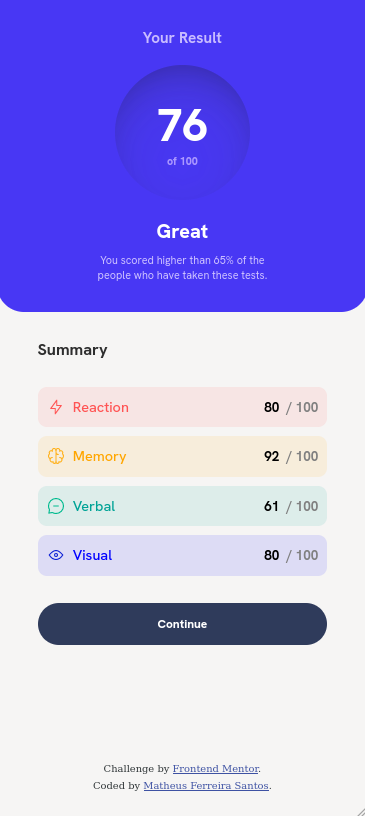 Your Result
76
of 100
Great
You scored higher than 65% of the
people who have taken these tests.
Summary
Reaction 80 / 100
Memory 92 / 100
Verbal 61 / 100
Visual 80 / 100
Continue
Challenge by Frontend Mentor.
Coded by Matheus Ferreira Santos.